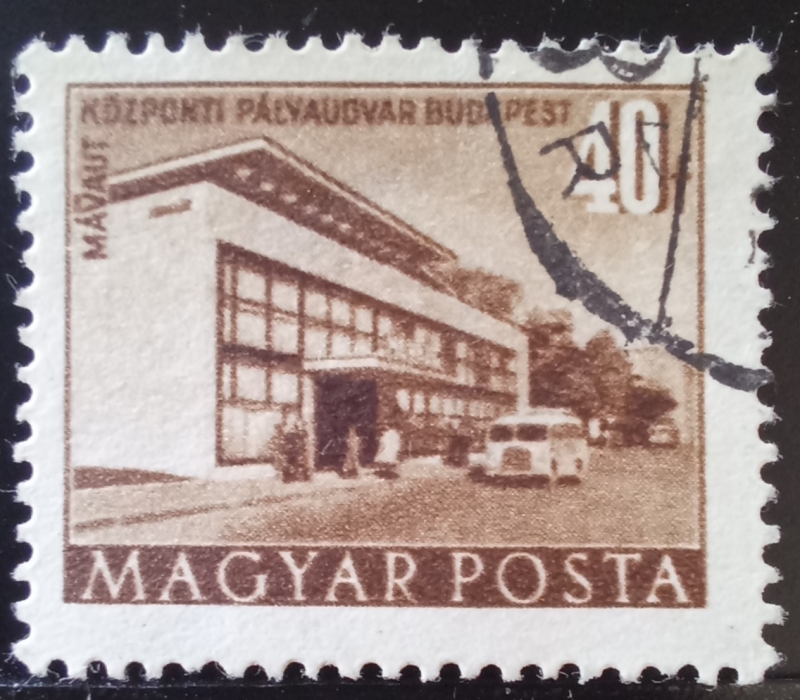 KÖZPONTI PÁLYAUDVAR BUDAPEST
40
MÁVAUT
MAGYAR POSTA